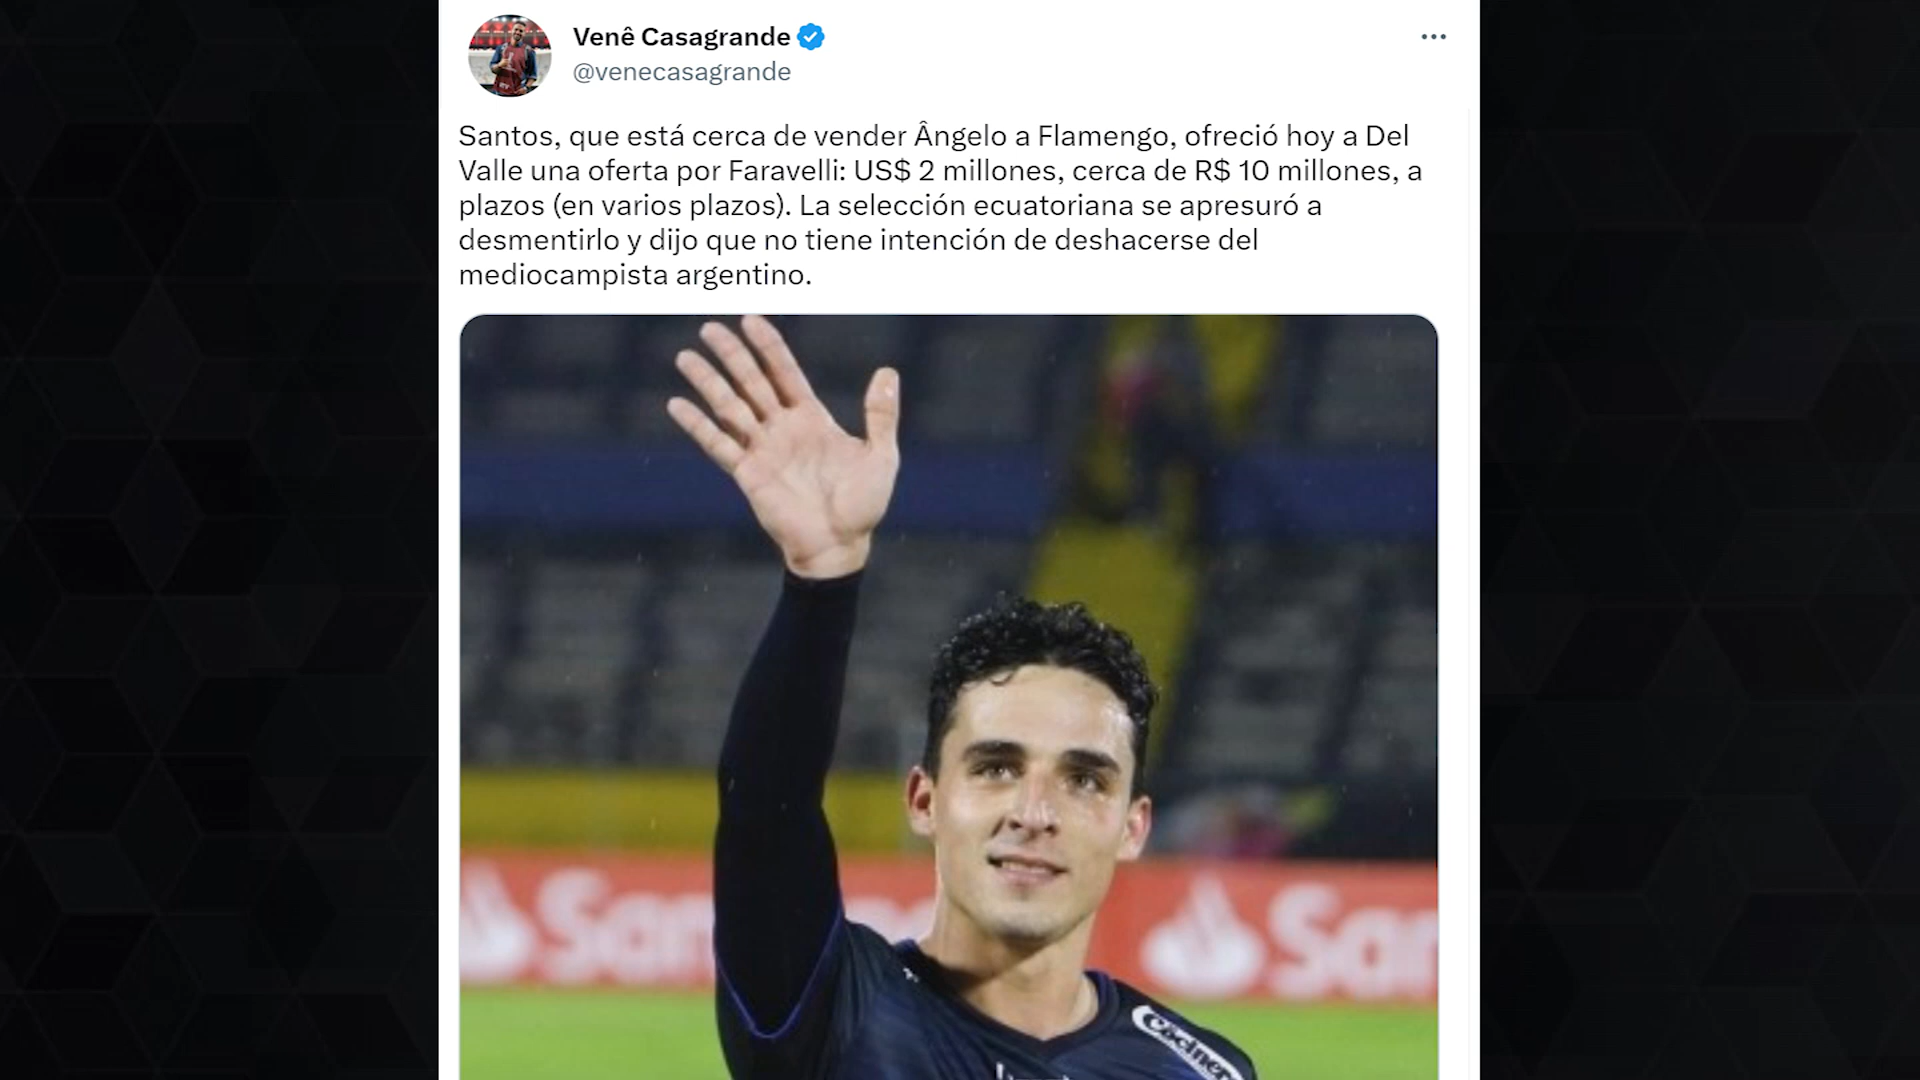 Venê Casagrande
@venecasagrande
Santos, que está cerca de vender Ângelo a Flamengo, ofreció hoy a Del
Valle una oferta por Faravelli: US$ 2 millones, cerca de R$ 10 millones, a
plazos (en varios plazos). La selección ecuatoriana se apresuró a
desmentirlo y dijo que no tiene intención de deshacerse del
mediocampista argentino.
San
San